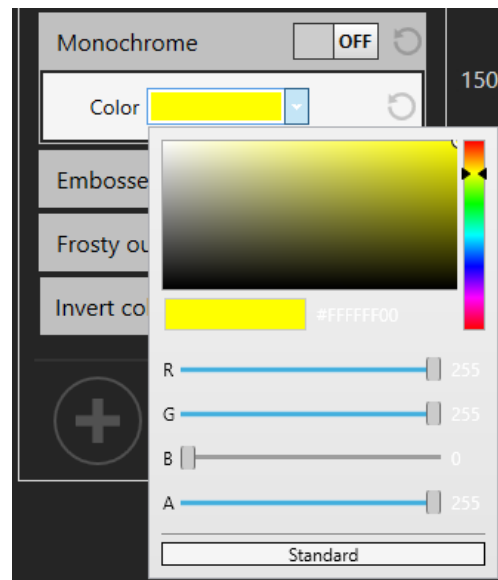 Monochrome OFF
150
Color
Embosse
Frosty ou
Invert co
#FFFFFF00
R 255
G 255
B 0
A 255
Standard